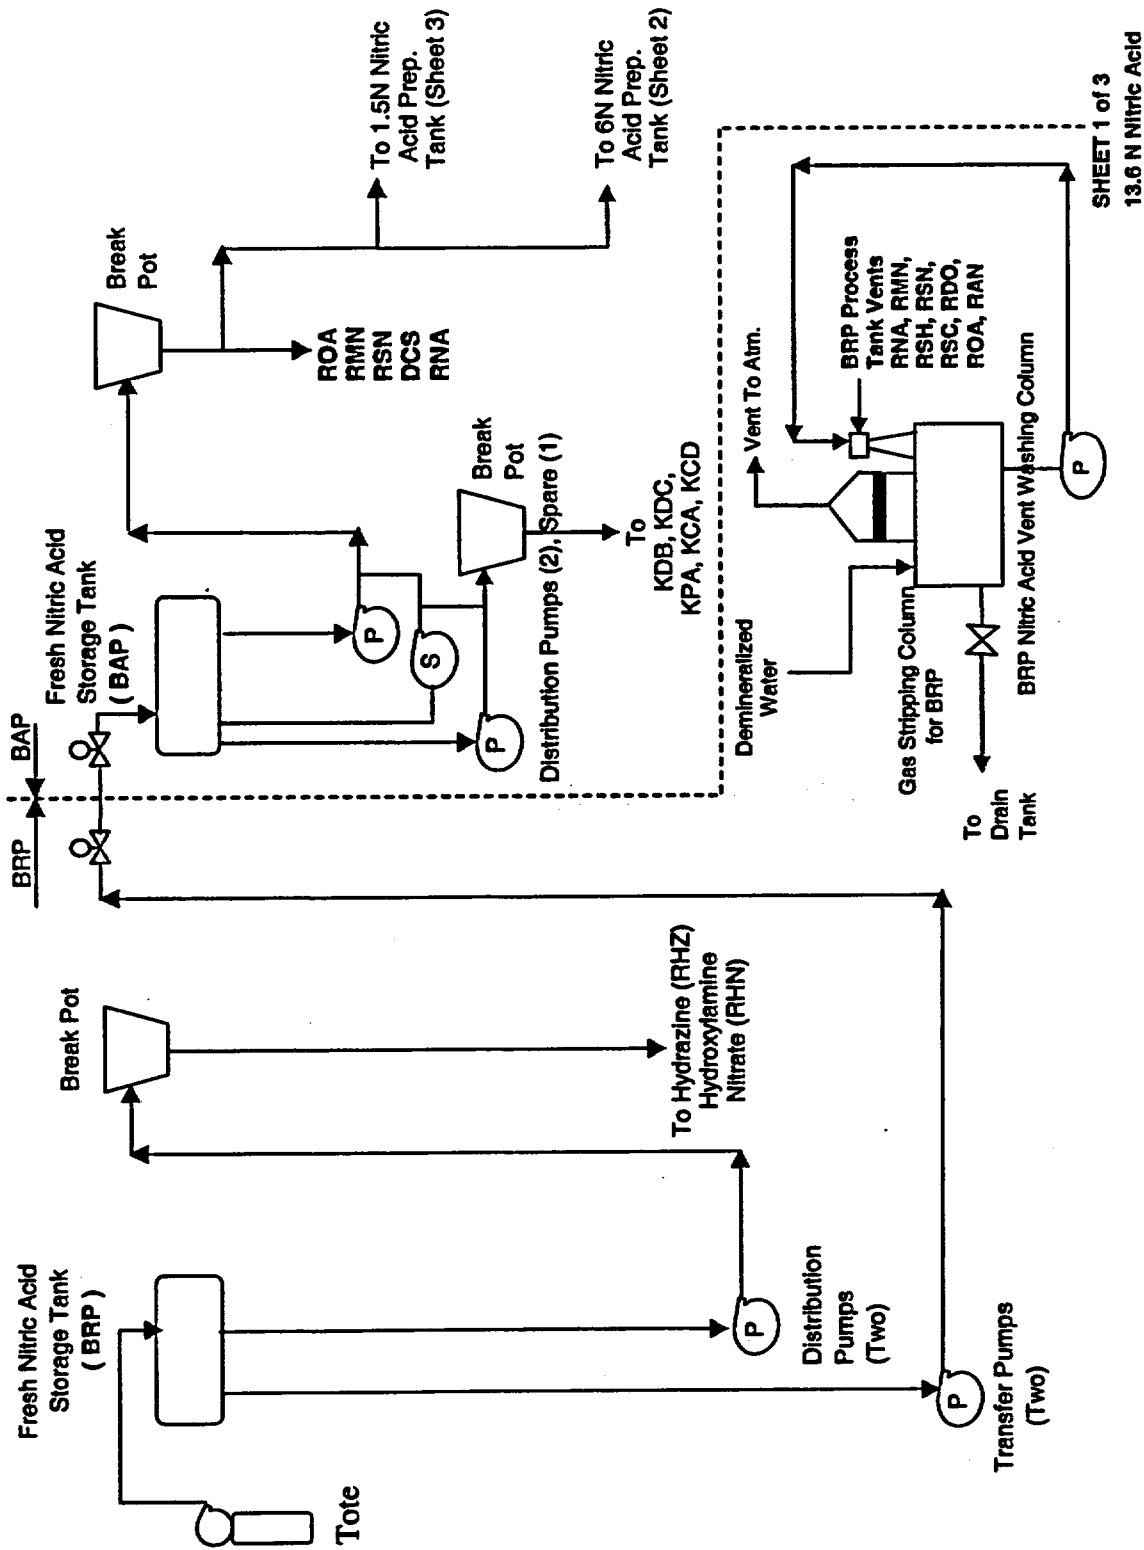 Tote
Fresh Nitric Acid
Storage Tank
( BRP )
P
Distribution
Pumps
(Two)
P
Transfer Pumps
(Two)
Break Pot
To Hydrazine (RHZ)
Hydroxylamine
Nitrate (RHN)
BRP
BAP
Fresh Nitric Acid
Storage Tank
( BAP )
P
S
P
Distribution Pumps (2), Spare (1)
Break
Pot
To
KDB, KDC,
KPA, KCA, KCD
Break
Pot
ROA
RMN
RSN
DCS
RNA
To 1.5N Nitric
Acid Prep.
Tank (Sheet 3)
To 6N Nitric
Acid Prep.
Tank (Sheet 2)
Demineralized
Water
Vent To Atm.
BRP Process
Tank Vents
RNA, RMN,
RSH, RSN,
RSC, RDO,
ROA, RAN
Gas Stripping Column
for BRP
To
Drain
Tank
BRP Nitric Acid Vent Washing Column
P
SHEET 1 of 3
13.6 N Nitric Acid